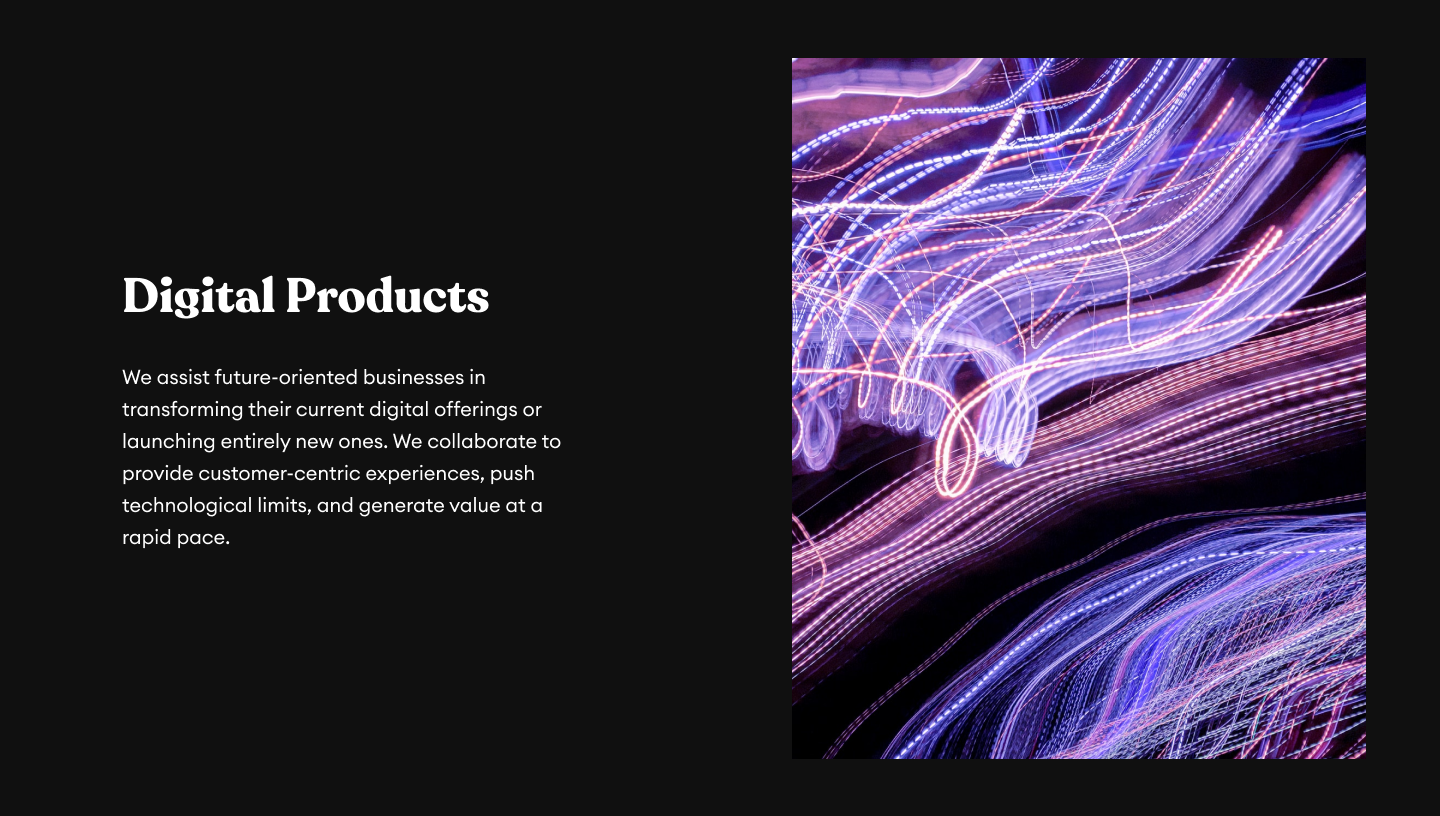 Digital Products
We assist future-oriented businesses in
transforming their current digital offerings or
launching entirely new ones. We collaborate to
provide customer-centric experiences, push
technological limits, and generate value at a
rapid pace.